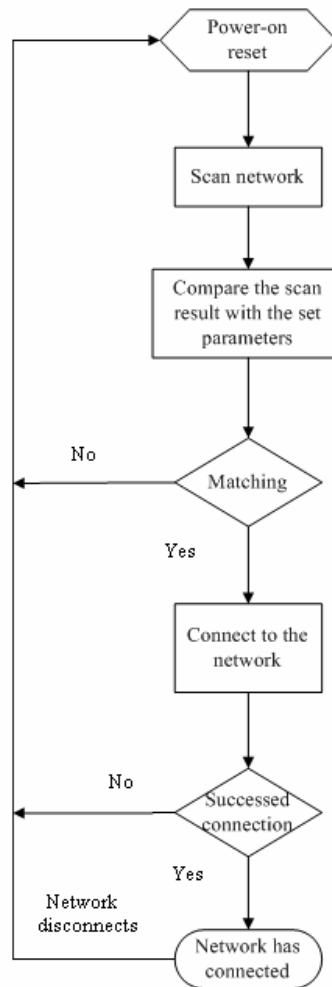 Power-on
reset
Scan network
Compare the scan
result with the set
parameters
No
Matching
Yes
Connect to the
network
No
Successed
connection
Yes
Network
disconnects
Network has
connected